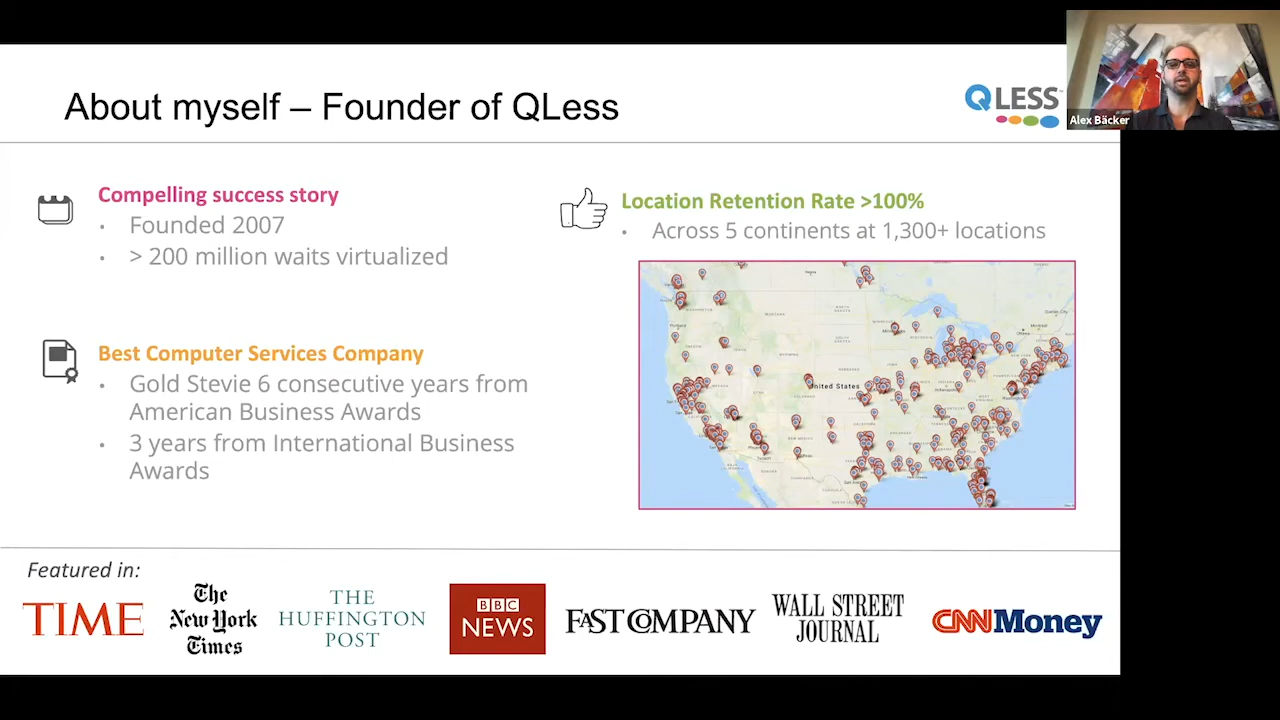 About myself – Founder of QLess
QLESS
Alex Bäcker
Compelling success story
Founded 2007
> 200 million waits virtualized
Location Retention Rate >100%
Across 5 continents at 1,300+ locations
United States
Best Computer Services Company
Gold Stevie 6 consecutive years from
American Business Awards
3 years from International Business
Awards
Featured in:
TIME
The
New York
Times
THE
HUFFINGTON
POST
BBC
NEWS
FAST COMPANY
WALL STREET
JOURNAL
CNNMoney